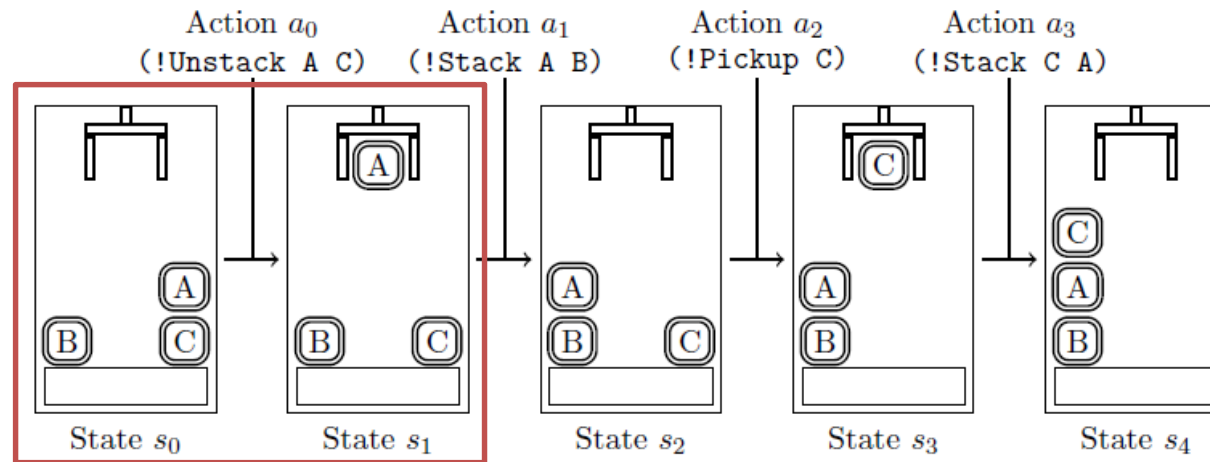 Action a₀ Action a₁ Action a₂ Action a₃
(!Unstack A C) (!Stack A B) (!Pickup C) (!Stack C A)
A C
C
A A A A
B C B C B C B B
State s₀ State s₁ State s₂ State s₃ State s₄